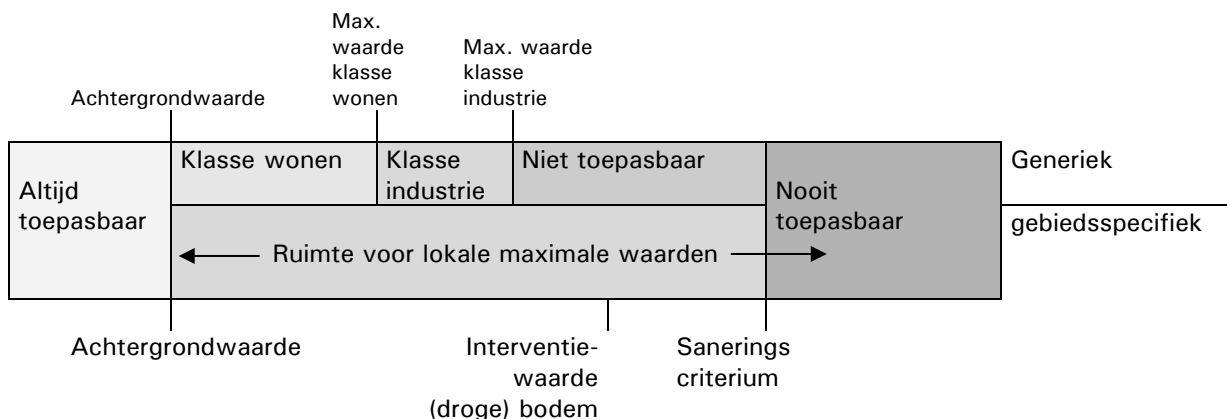 Max.
waarde
klasse
wonen
Max. waarde
klasse
industrie
Achtergrondwaarde
Altijd
toepasbaar
Klasse wonen
Klasse
industrie
Niet toepasbaar
Nooit
toepasbaar
Generiek
gebiedsspecifiek
Ruimte voor lokale maximale waarden
Achtergrondwaarde
Interventie-
waarde
(droge) bodem
Sanerings
criterium